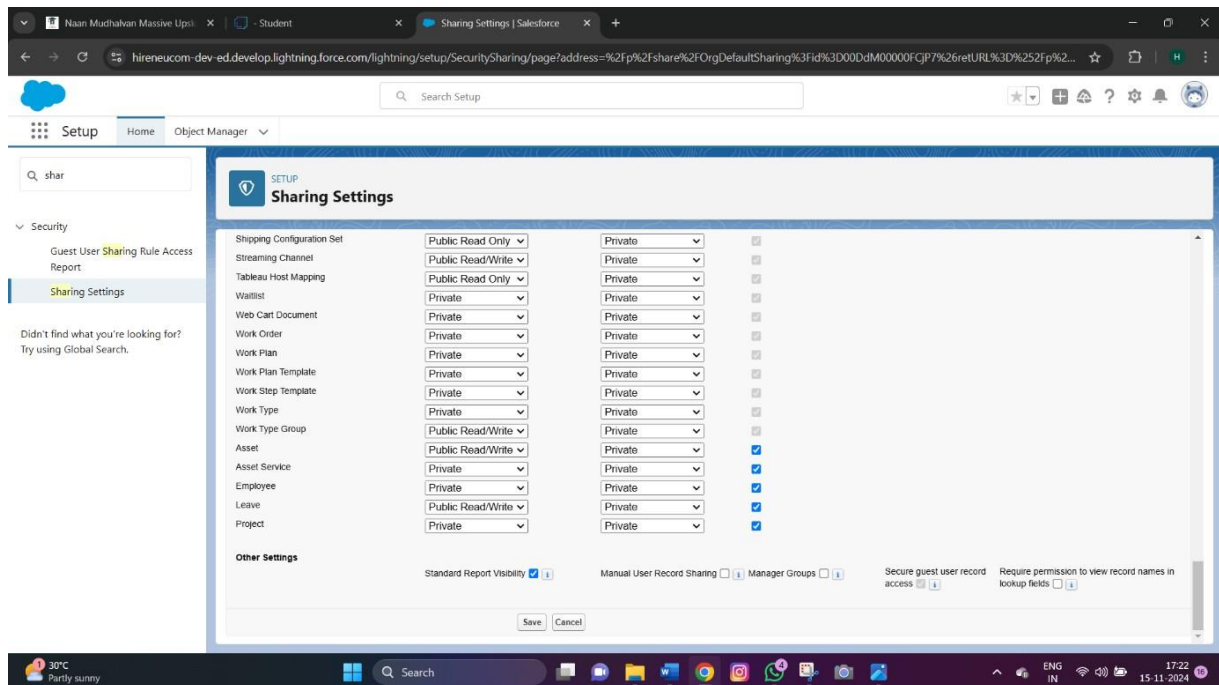 Naan Mudhalvan Massive Upsk
- Student
Sharing Settings | Salesforce
hireneucom-dev-ed.develop.lightning.force.com/lightning/setup/SecuritySharing/page?address=%2Fp%2Fshare%2FOrgDefaultSharing%3Fid%3D00DdM00000FCjP7%26retURL%3D%252Fp%2...
H
Search Setup
Setup Home Object Manager
shar
Security
Guest User Sharing Rule Access
Report
Sharing Settings
Didn't find what you're looking for?
Try using Global Search.
SETUP
Sharing Settings
Shipping Configuration Set Public Read Only Private
Streaming Channel Public Read/Write Private
Tableau Host Mapping Public Read Only Private
Waitlist Private Private
Web Cart Document Private Private
Work Order Private Private
Work Plan Private Private
Work Plan Template Private Private
Work Step Template Private Private
Work Type Private Private
Work Type Group Public Read/Write Private
Asset Public Read/Write Private
Asset Service Private Private
Employee Private Private
Leave Public Read/Write Private
Project Private Private
Other Settings
Standard Report Visibility i Manual User Record Sharing i Manager Groups i
Secure guest user record
access i
Require permission to view record names in
lookup fields i
Save Cancel
1
30°C
Partly sunny
Search
4
ENG
IN
17:22
15-11-2024
16